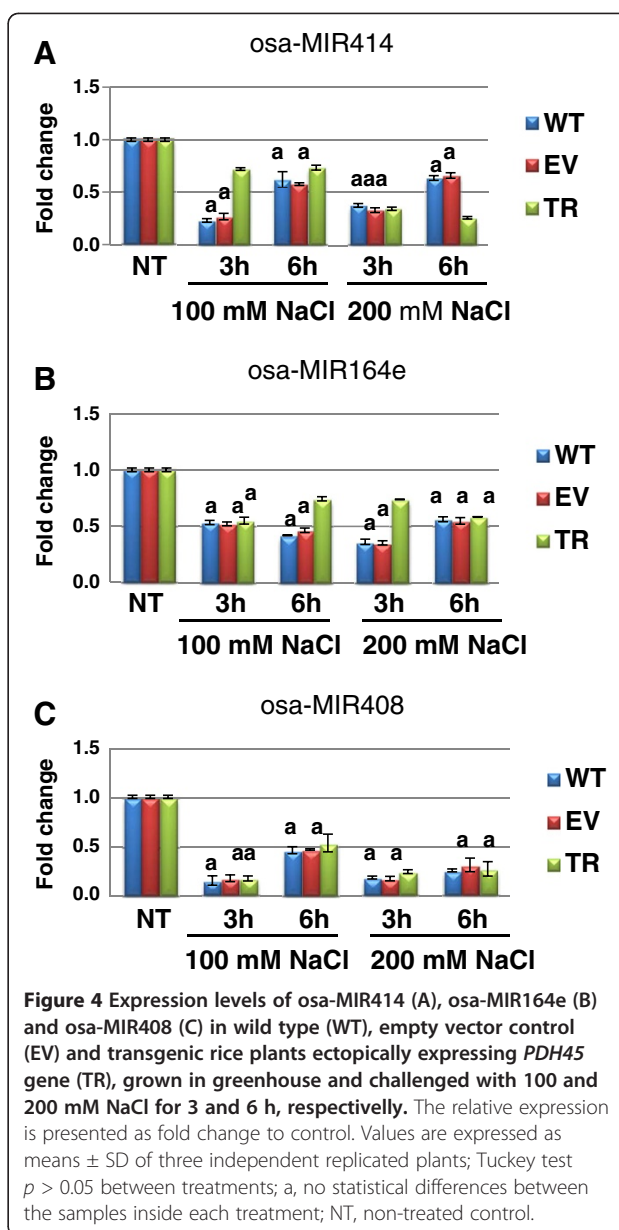 A
osa-MIR414
Fold change
1.5
1.0
0.5
0.0
a a
a a
aaa
a a
NT 3h 6h 3h 6h
100 mM NaCl 200 mM NaCl
WT
EV
TR
B
osa-MIR164e
Fold change
1.5
1.0
0.5
0.0
a a a
a a
a a
a a a
NT 3h 6h 3h 6h
100 mM NaCl 200 mM NaCl
WT
EV
TR
C
osa-MIR408
Fold change
1.5
1.0
0.5
0.0
a aa
a a
a a
a a
NT 3h 6h 3h 6h
100 mM NaCl 200 mM NaCl
WT
EV
TR
Figure 4 Expression levels of osa-MIR414 (A), osa-MIR164e (B)
and osa-MIR408 (C) in wild type (WT), empty vector control
(EV) and transgenic rice plants ectopically expressing PDH45
gene (TR), grown in greenhouse and challenged with 100 and
200 mM NaCl for 3 and 6 h, respectivelly. The relative expression
is presented as fold change to control. Values are expressed as
means ± SD of three independent replicated plants; Tuckey test
p > 0.05 between treatments; a, no statistical differences between
the samples inside each treatment; NT, non-treated control.